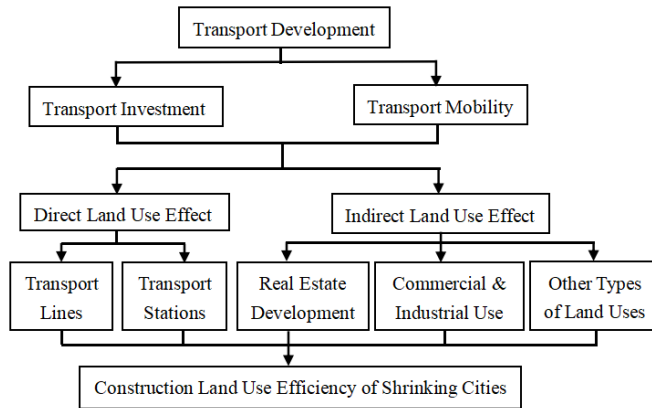 Transport Development
Transport Investment
Transport Mobility
Direct Land Use Effect
Indirect Land Use Effect
Transport
Lines
Transport
Stations
Real Estate
Development
Commercial &
Industrial Use
Other Types
of Land Uses
Construction Land Use Efficiency of Shrinking Cities